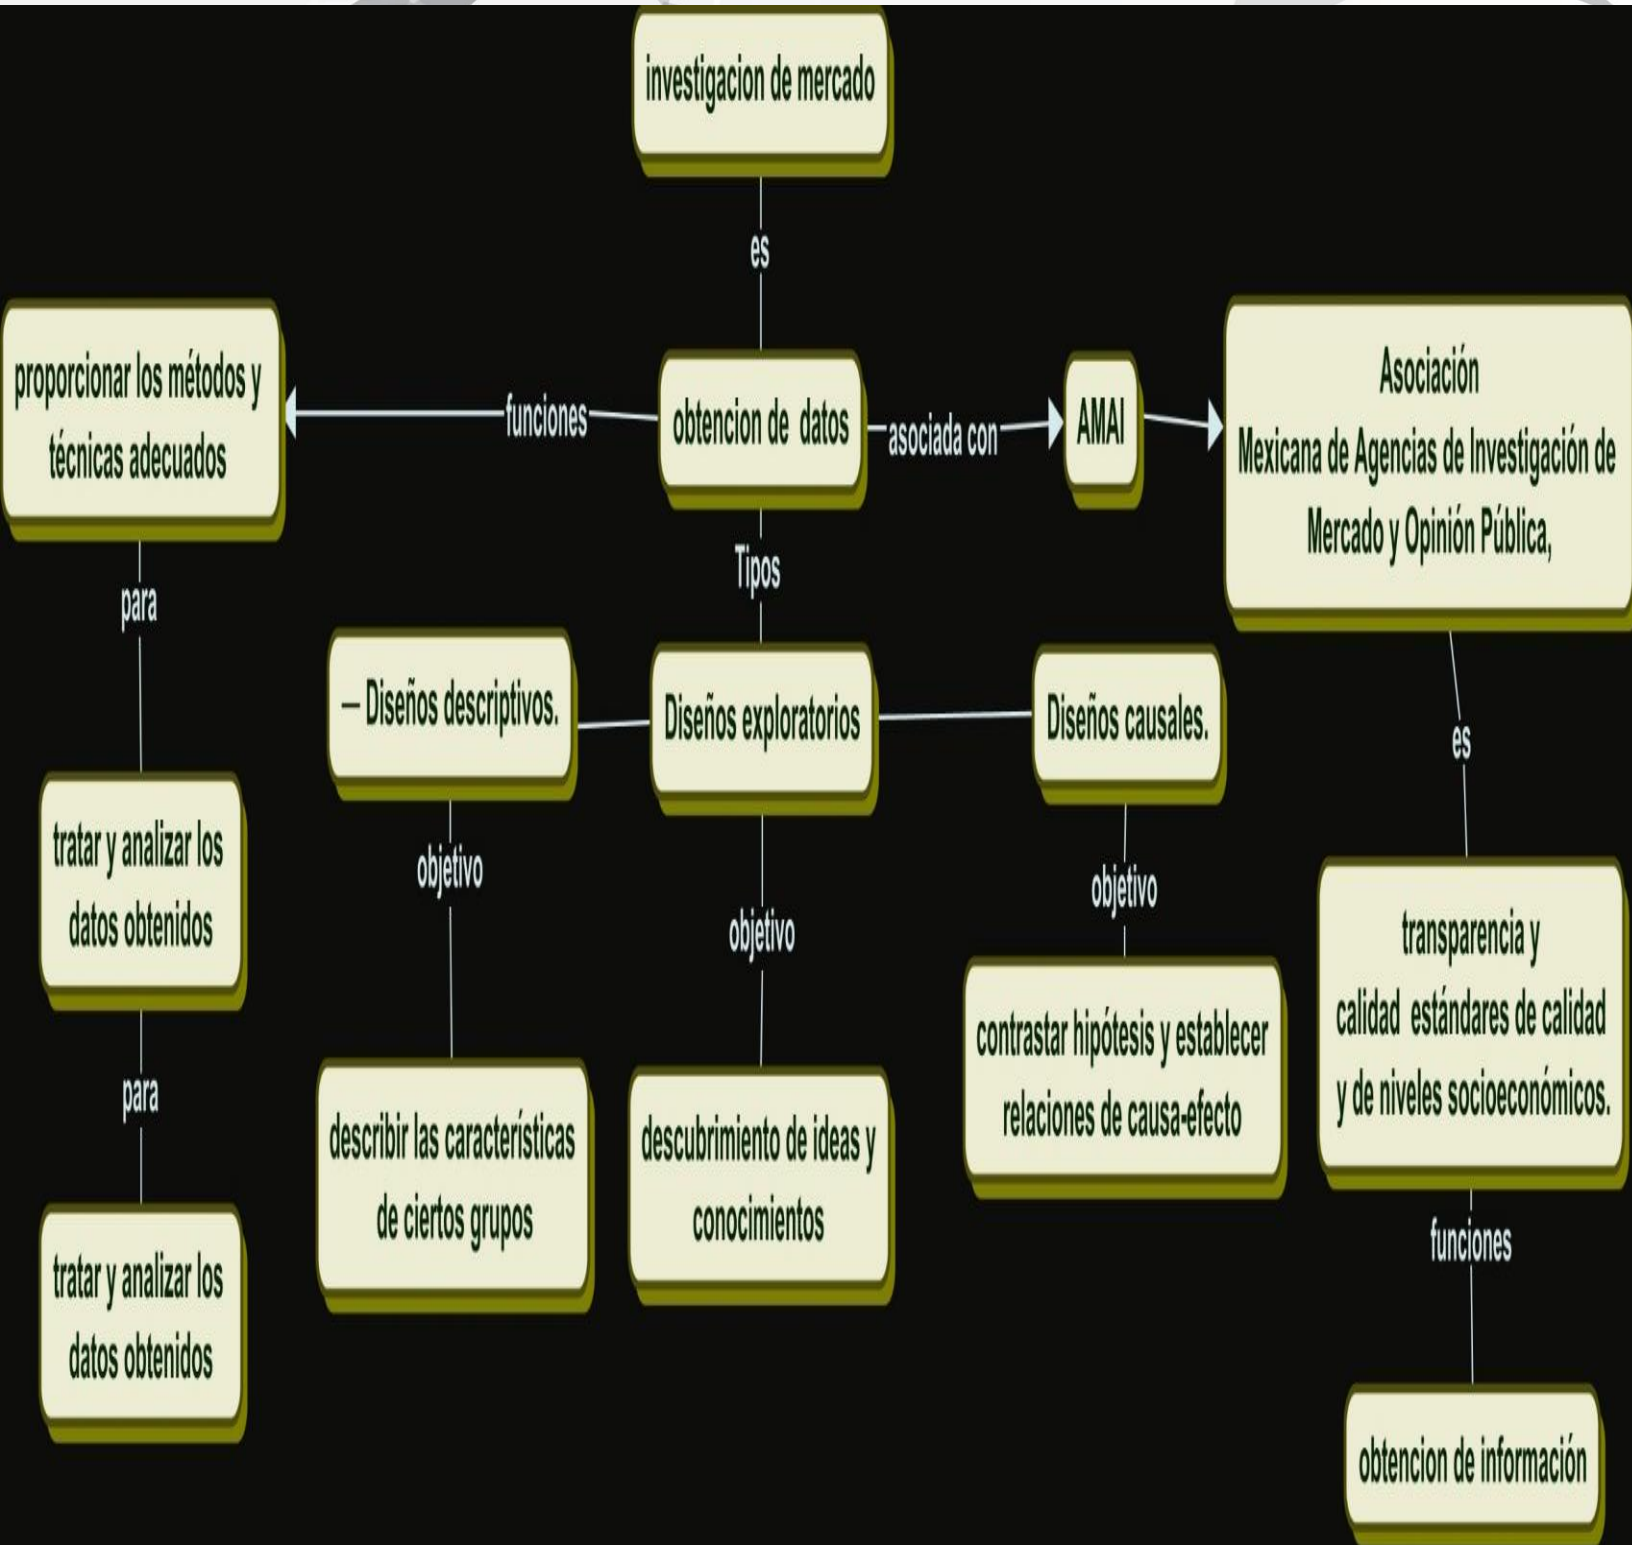 investigacion de mercado
es
proporcionar los métodos y
técnicas adecuados
funciones
obtencion de  datos
asociada con
AMAI
Asociación
Mexicana de Agencias de Investigación de
Mercado y Opinión Pública,
para
Tipos
— Diseños descriptivos.
Diseños exploratorios
Diseños causales.
es
tratar y analizar los
datos obtenidos
objetivo
objetivo
objetivo
transparencia y
calidad  estándares de calidad
y de niveles socioeconómicos.
para
describir las características
de ciertos grupos
descubrimiento de ideas y
conocimientos
contrastar hipótesis y establecer
relaciones de causa-efecto
funciones
tratar y analizar los
datos obtenidos
obtencion de información